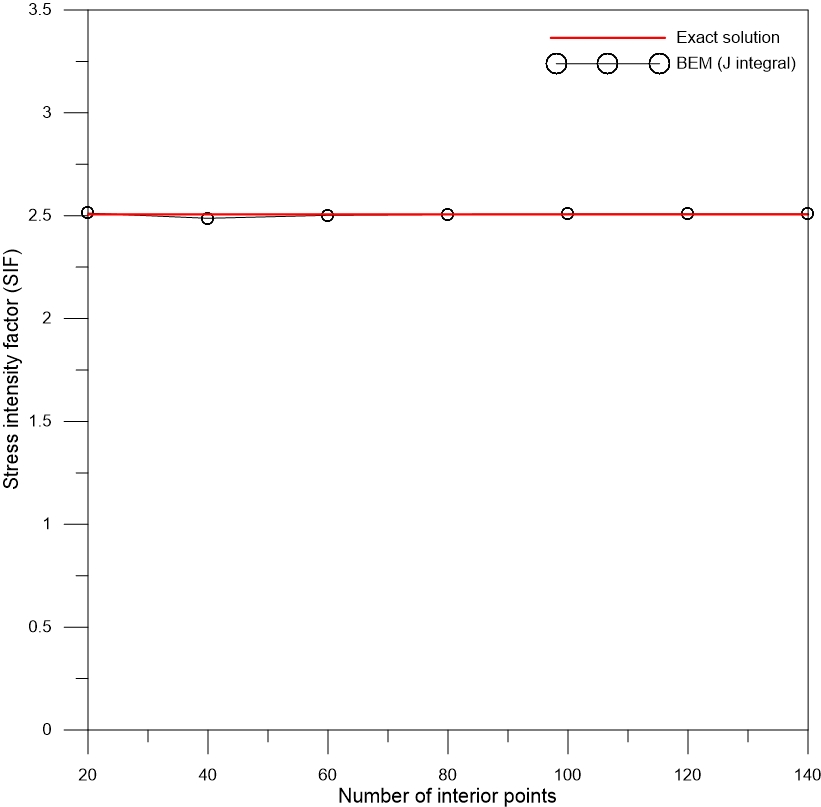 3.5
Exact solution
BEM (J integral)
3
2.5
2
1.5
1
0.5
0
Stress intensity factor (SIF)
20 40 60 80 100 120 140
Number of interior points